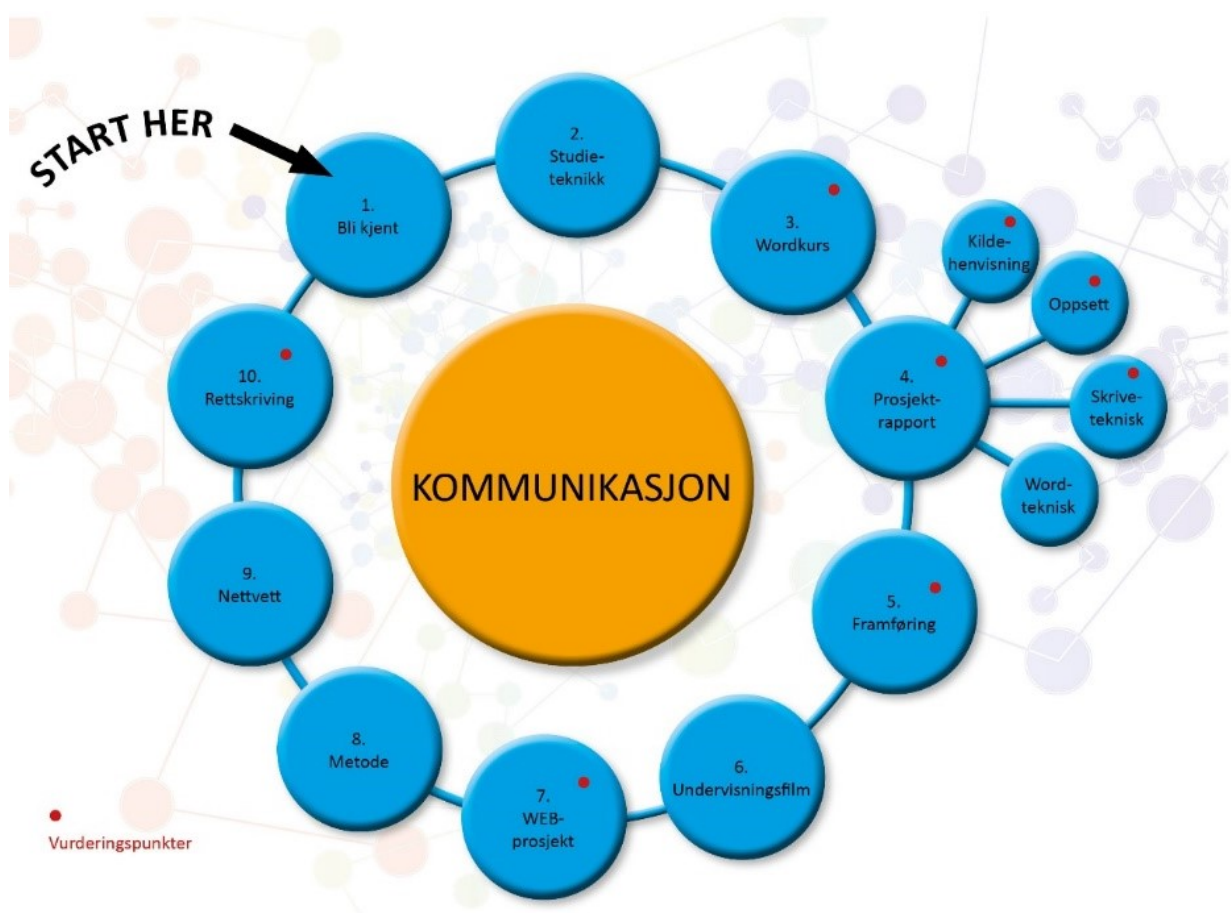 START HER
1.
Bli kjent
2.
Studie-
teknikk
3.
Wordkurs
Kilde-
henvisning
Oppsett
4.
Prosjekt-
rapport
Skrive-
teknisk
Word-
teknisk
5.
Framføring
6.
Undervisningsfilm
7.
WEB-
prosjekt
8.
Metode
9.
Nettvett
10.
Rettskriving
KOMMUNIKASJON
Vurderingspunkter